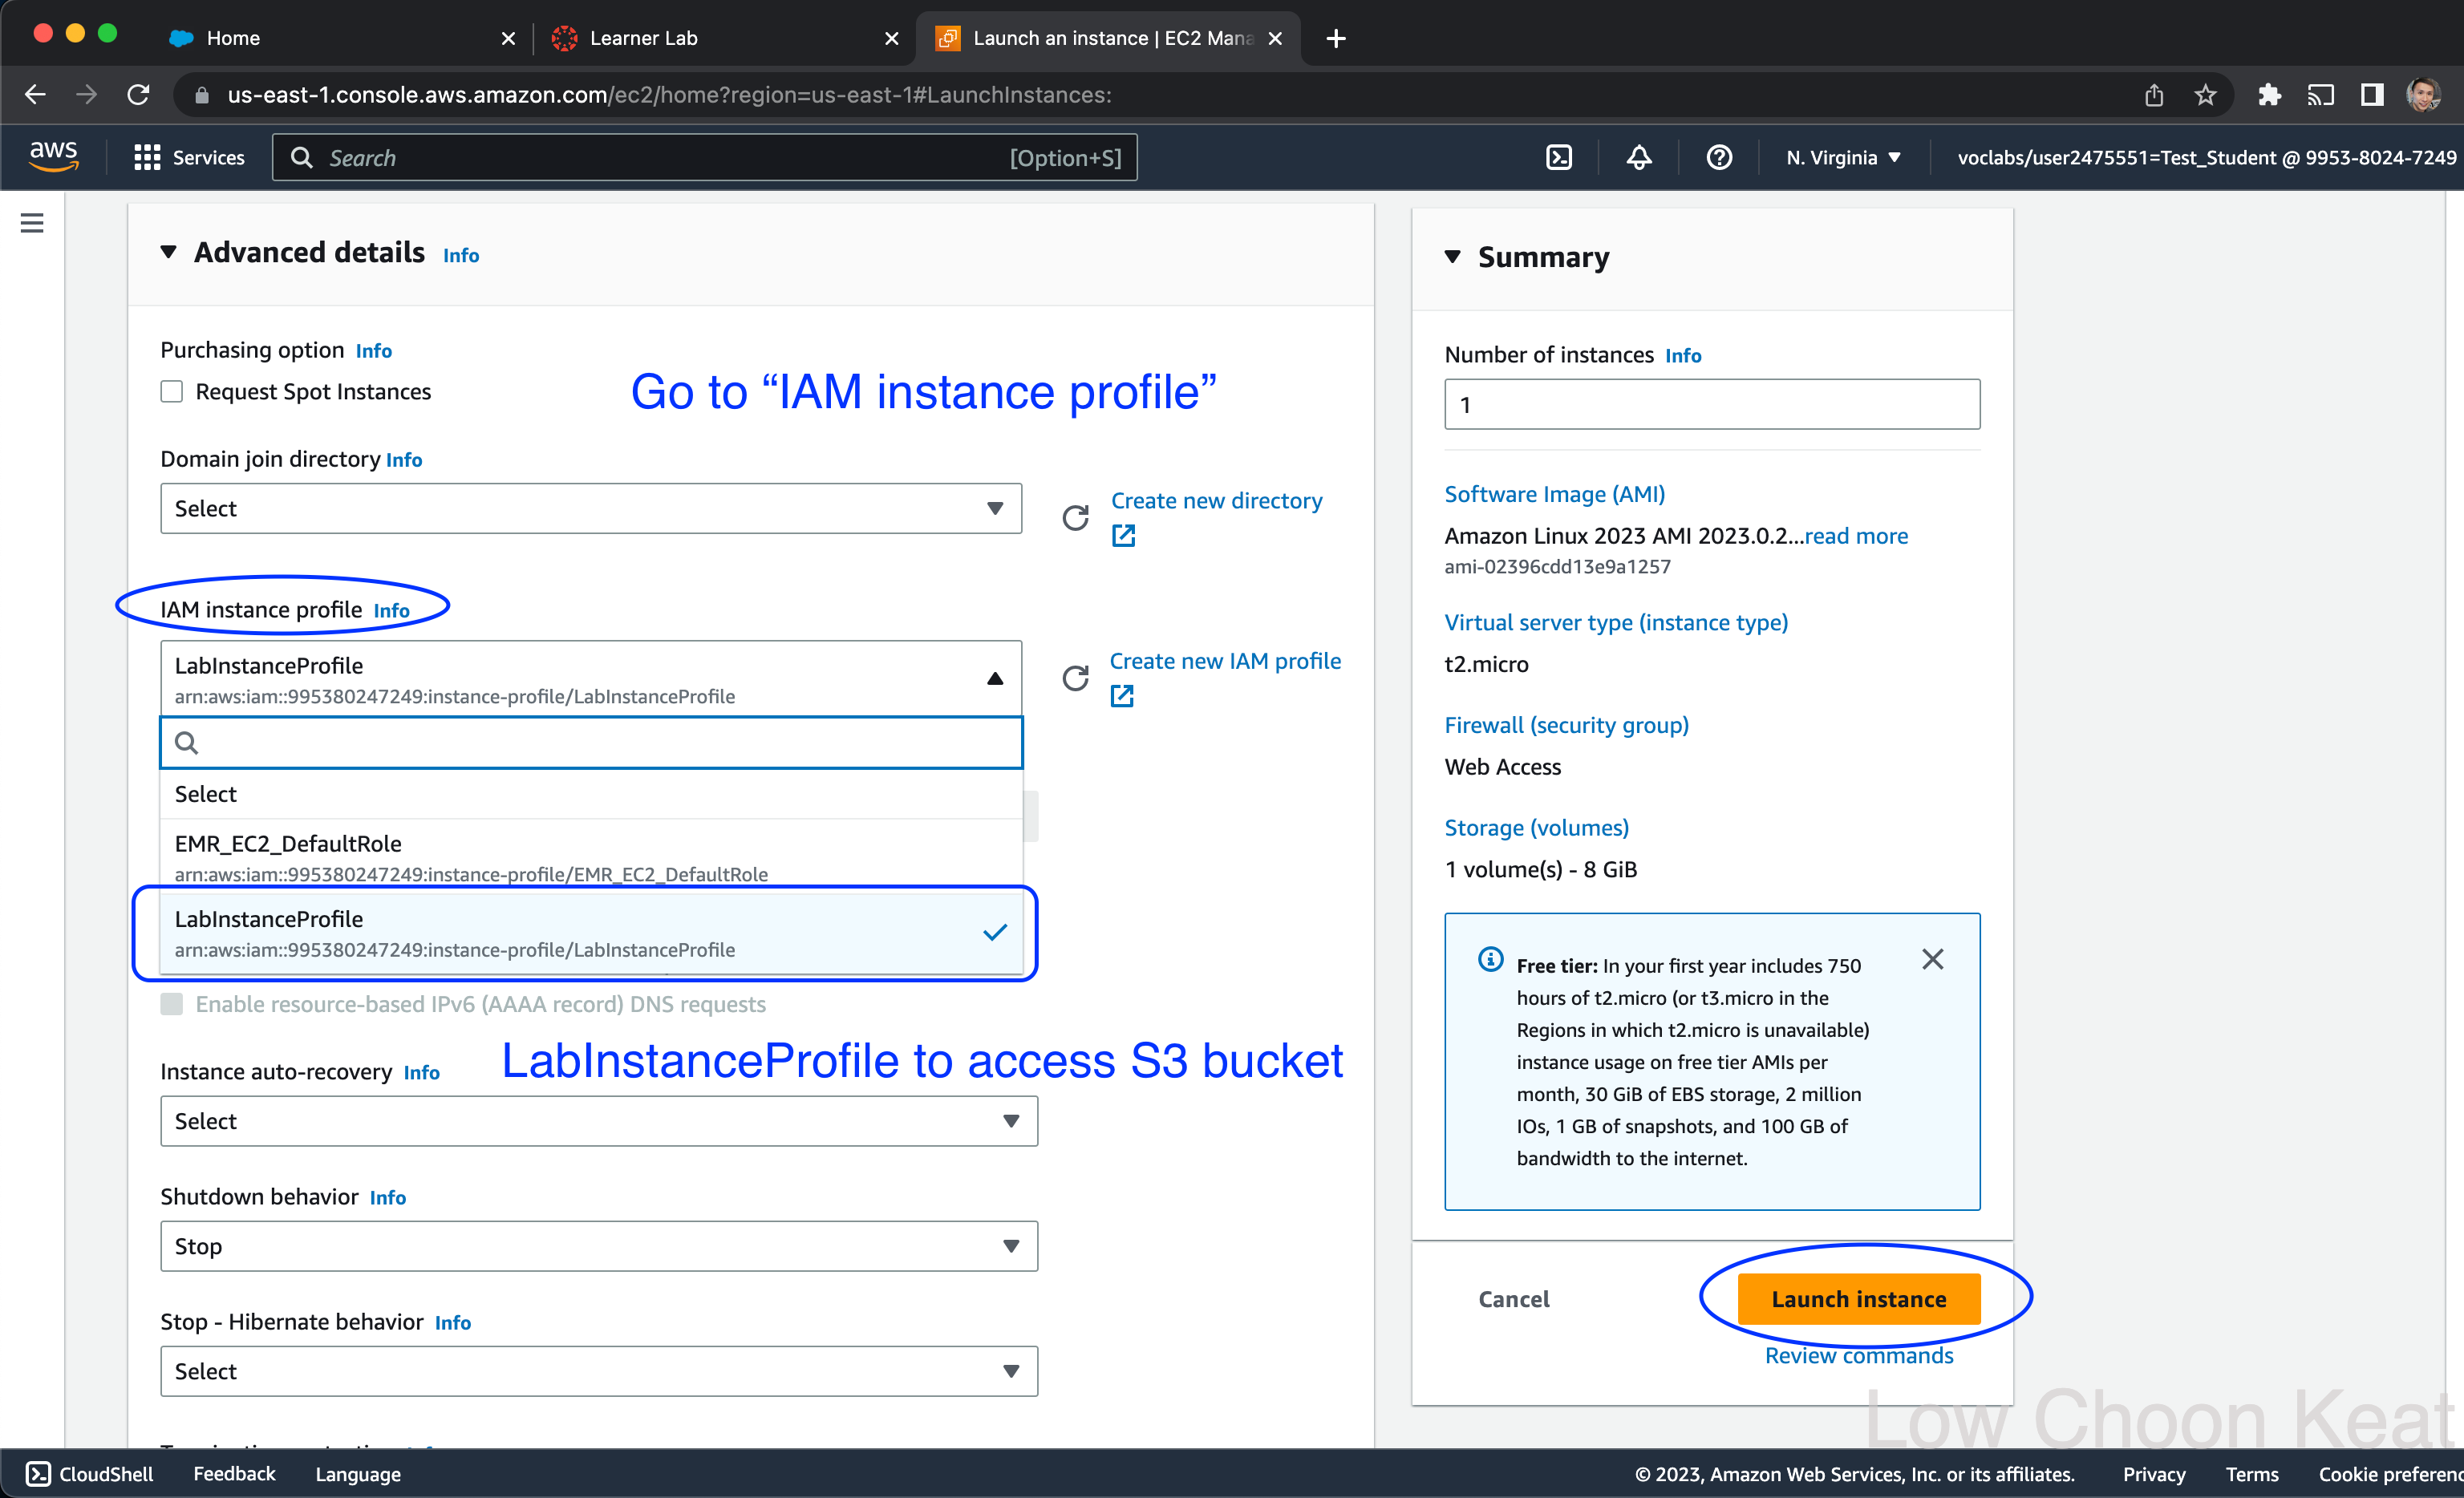 Home
Learner Lab
Launch an instance | EC2 Mana
us-east-1.console.aws.amazon.com/ec2/home?region=us-east-1#LaunchInstances:
aws
Services
Search
[Option+S]
N. Virginia
voclabs/user2475551=Test_Student @ 9953-8024-7249
Advanced details Info
Purchasing option Info
Request Spot Instances
Go to “IAM instance profile”
Domain join directory Info
Select
Create new directory
IAM instance profile Info
LabInstanceProfile
arn:aws:iam::995380247249:instance-profile/LabInstanceProfile
Create new IAM profile
Select
EMR_EC2_DefaultRole
arn:aws:iam::995380247249:instance-profile/EMR_EC2_DefaultRole
LabInstanceProfile
arn:aws:iam::995380247249:instance-profile/LabInstanceProfile
Enable resource-based IPv6 (AAAA record) DNS requests
LabInstanceProfile to access S3 bucket
Instance auto-recovery Info
Select
Shutdown behavior Info
Stop
Stop - Hibernate behavior Info
Select
Summary
Number of instances Info
1
Software Image (AMI)
Amazon Linux 2023 AMI 2023.0.2...read more
ami-02396cdd13e9a1257
Virtual server type (instance type)
t2.micro
Firewall (security group)
Web Access
Storage (volumes)
1 volume(s) - 8 GiB
Free tier: In your first year includes 750
hours of t2.micro (or t3.micro in the
Regions in which t2.micro is unavailable)
instance usage on free tier AMIs per
month, 30 GiB of EBS storage, 2 million
IOs, 1 GB of snapshots, and 100 GB of
bandwidth to the internet.
Cancel
Launch instance
Review commands
Low Choon Keat
CloudShell
Feedback
Language
© 2023, Amazon Web Services, Inc. or its affiliates.
Privacy
Terms
Cookie preferenc